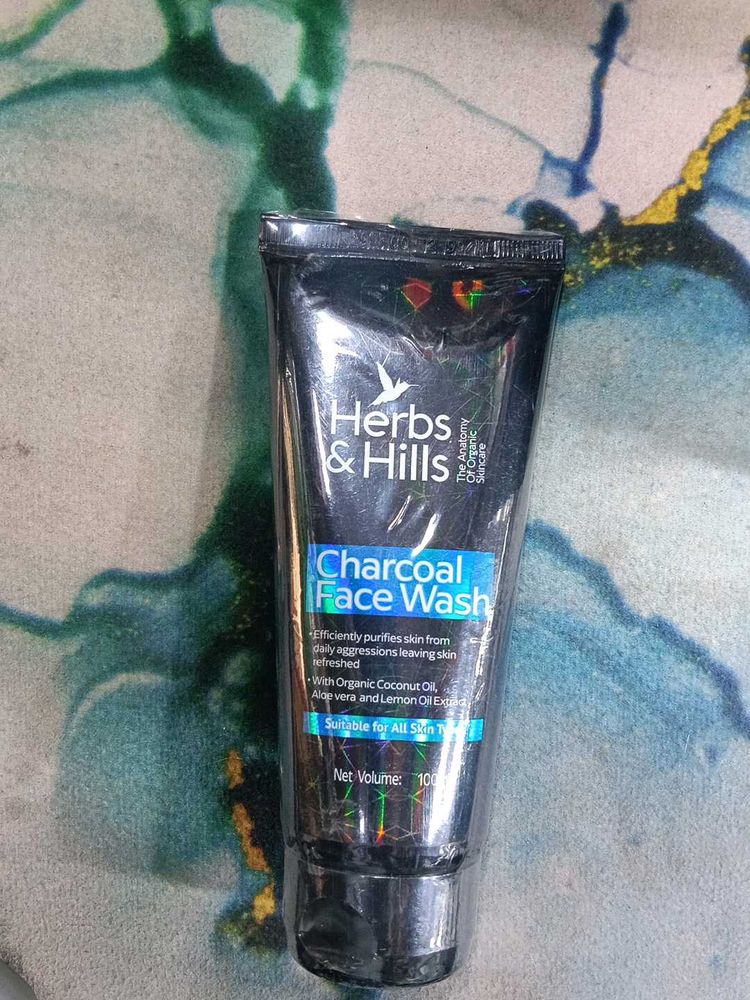 Herbs
& Hills
The Anatomy
Of Organic
Skincare
Charcoal
Face Wash
• Efficiently purifies skin from
daily aggressions leaving skin
refreshed
• With Organic Coconut Oil,
Aloe vera and Lemon Oil Extract
Suitable for All Skin
Net Volume: 100